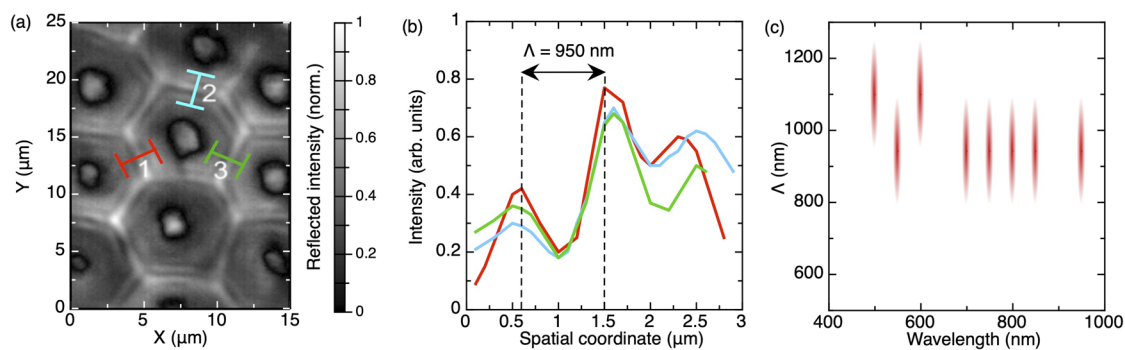 (a)
25
20
15
10
5
0
Y (µm)
0 5 10 15
X (µm)
1
2
3
1
0.8
0.6
0.4
0.2
0
Reflected intensity (norm.)
(b)
1
0.8
0.6
0.4
0.2
0
Intensity (arb. units)
Λ = 950 nm
0 0.5 1.0 1.5 2 2.5 3
Spatial coordinate (µm)
(c)
1200
1000
800
600
Λ (nm)
400 600 800 1000
Wavelength (nm)